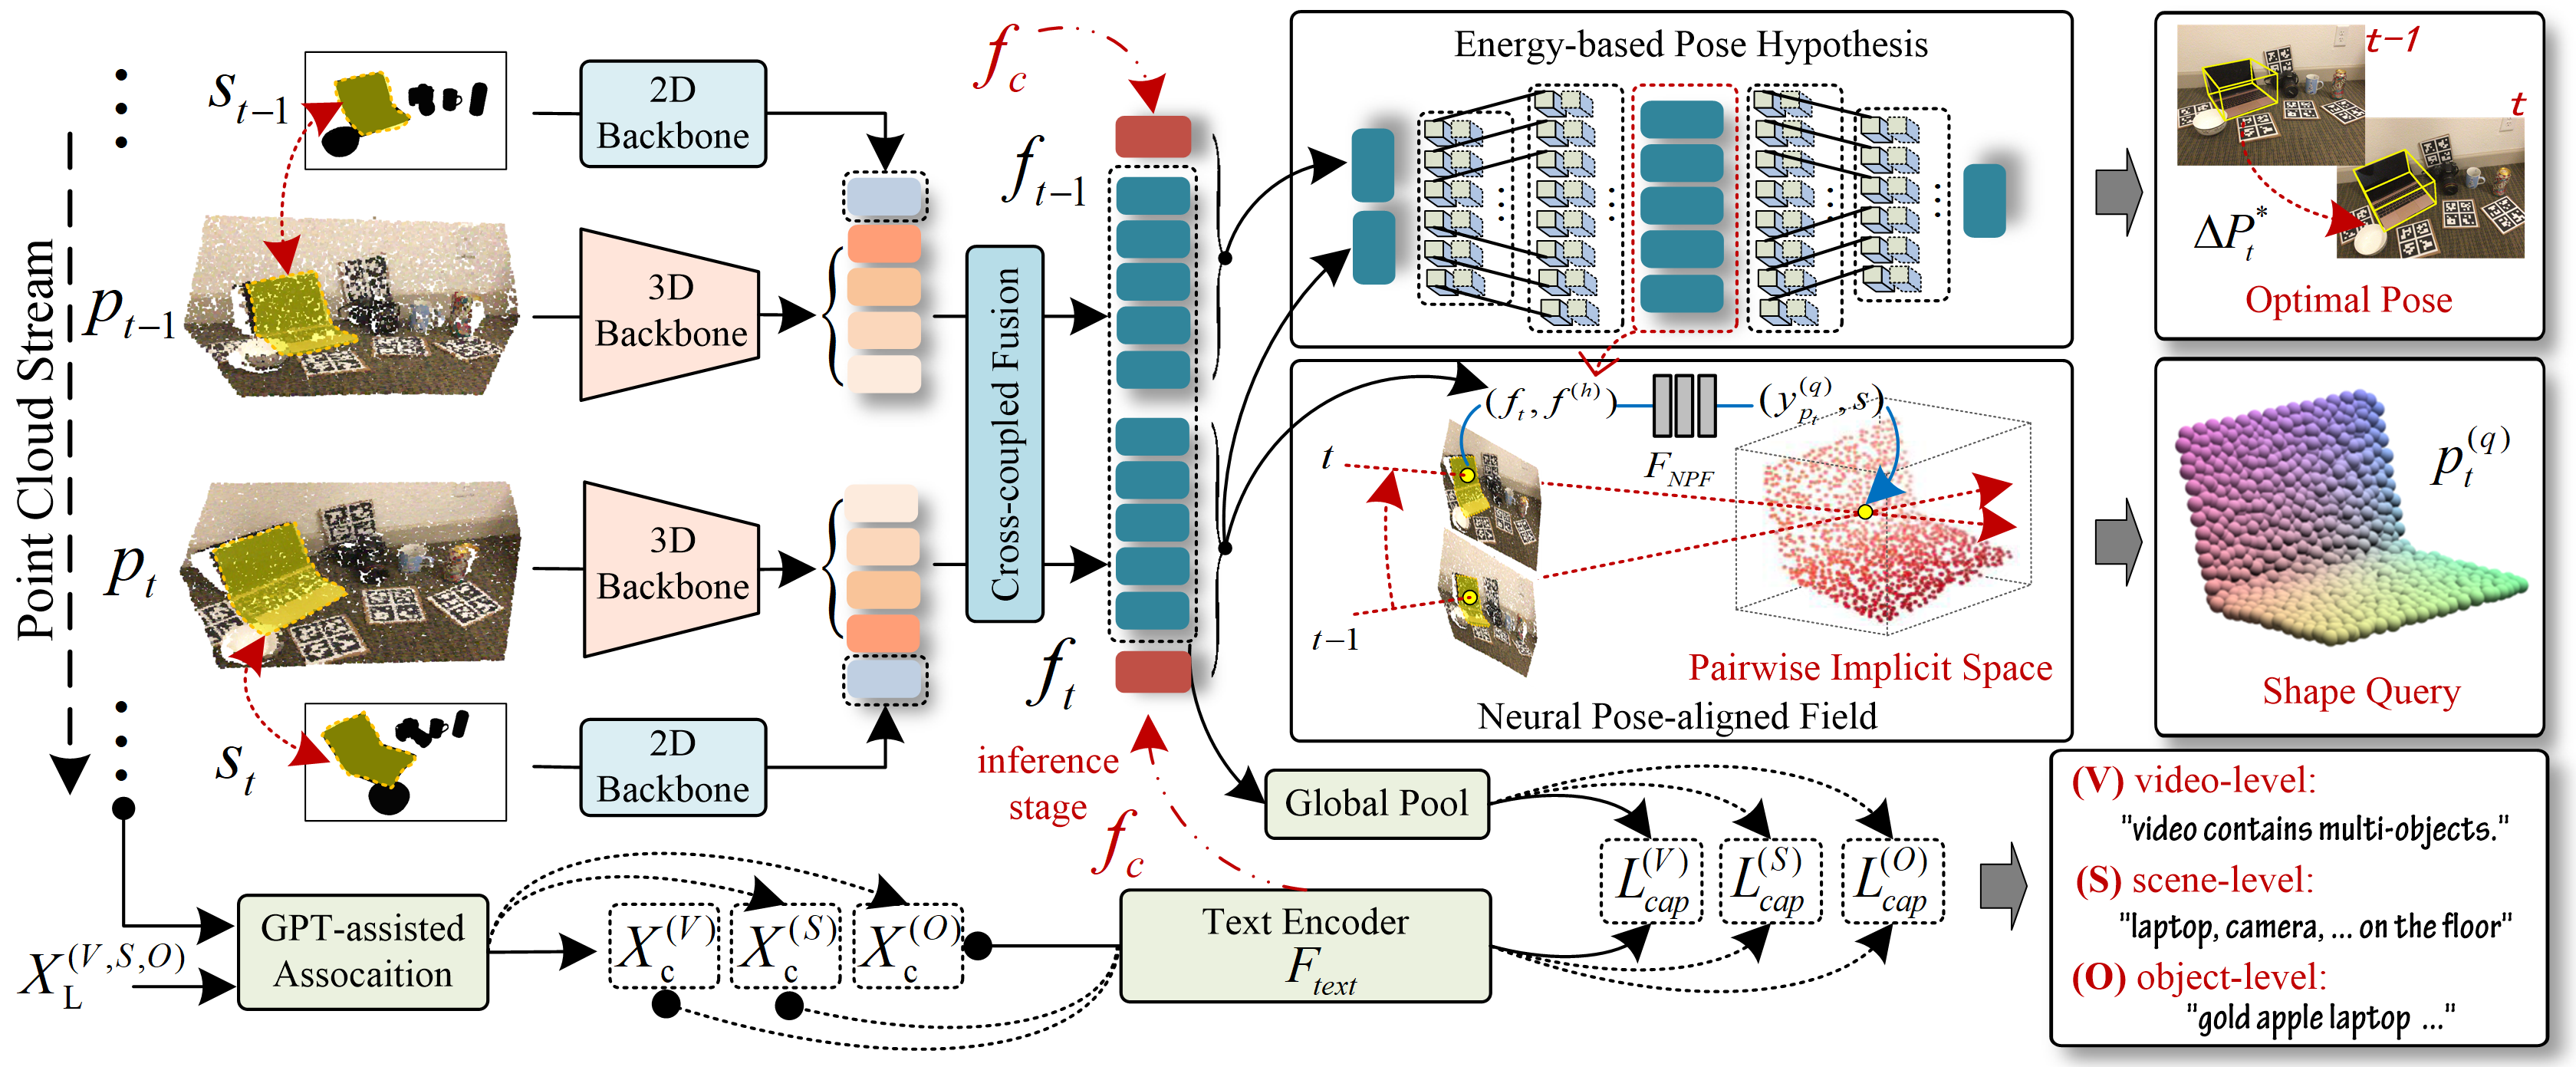 Point Cloud Stream
s_{t-1}
p_{t-1}
p_t
s_t
X_L^{(V,S,O)}
2D
Backbone
3D
Backbone
3D
Backbone
2D
Backbone
GPT-assisted
Assocaition
X_c^{(V)}
X_c^{(S)}
X_c^{(O)}
Cross-coupled Fusion
f_c
f_{t-1}
f_t
inference
stage
f_c
Text Encoder
F_{text}
Global Pool
L_{cap}^{(V)}
L_{cap}^{(S)}
L_{cap}^{(O)}
Energy-based Pose Hypothesis
(f_t, f^{(h)})
F_{NPF}
(y_{p_t}^{(q)}, s)
t
t-1
Pairwise Implicit Space
Neural Pose-aligned Field
t-1
t
ΔP_t^*
Optimal Pose
p_t^{(q)}
Shape Query
(V) video-level:
"video contains multi-objects."
(S) scene-level:
"laptop, camera, ... on the floor"
(O) object-level:
"gold apple laptop ..."